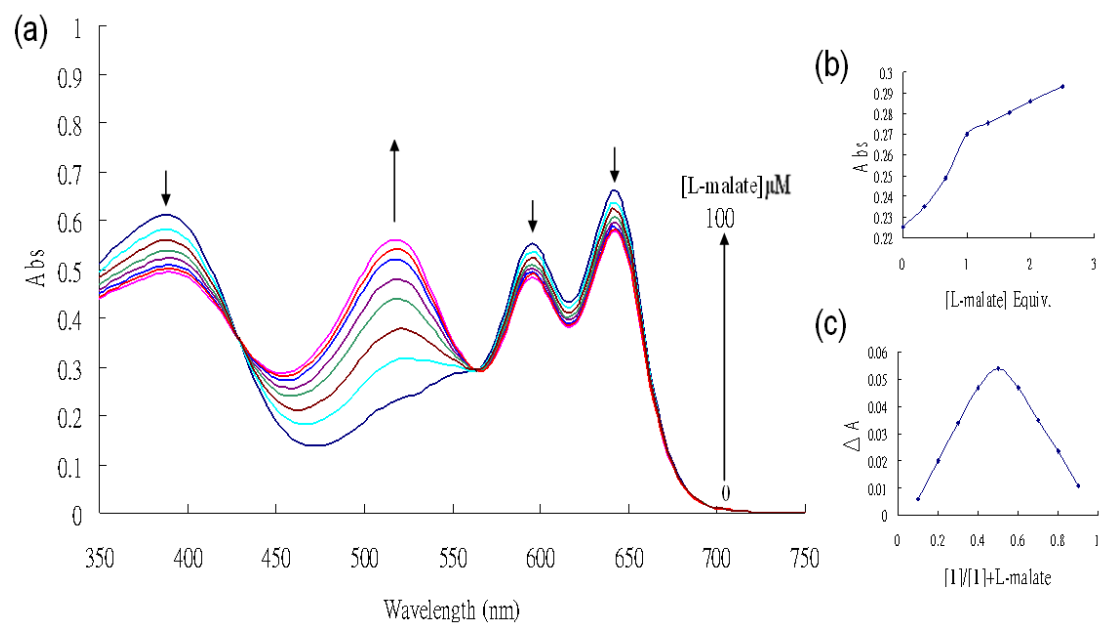 (a)
1
0.9
0.8
0.7
0.6
0.5
0.4
0.3
0.2
0.1
0
Abs
350 400 450 500 550 600 650 700 750
Wavelength (nm)
[L-malate]μM
100
0
(b)
0.3
0.29
0.28
0.27
0.26
0.25
0.24
0.23
0.22
Abs
0 1 2 3
[L-malate] Equiv.
(c)
0.06
0.05
0.04
0.03
0.02
0.01
0
△ A
0 0.2 0.4 0.6 0.8 1
[1]/[1]+L-malate